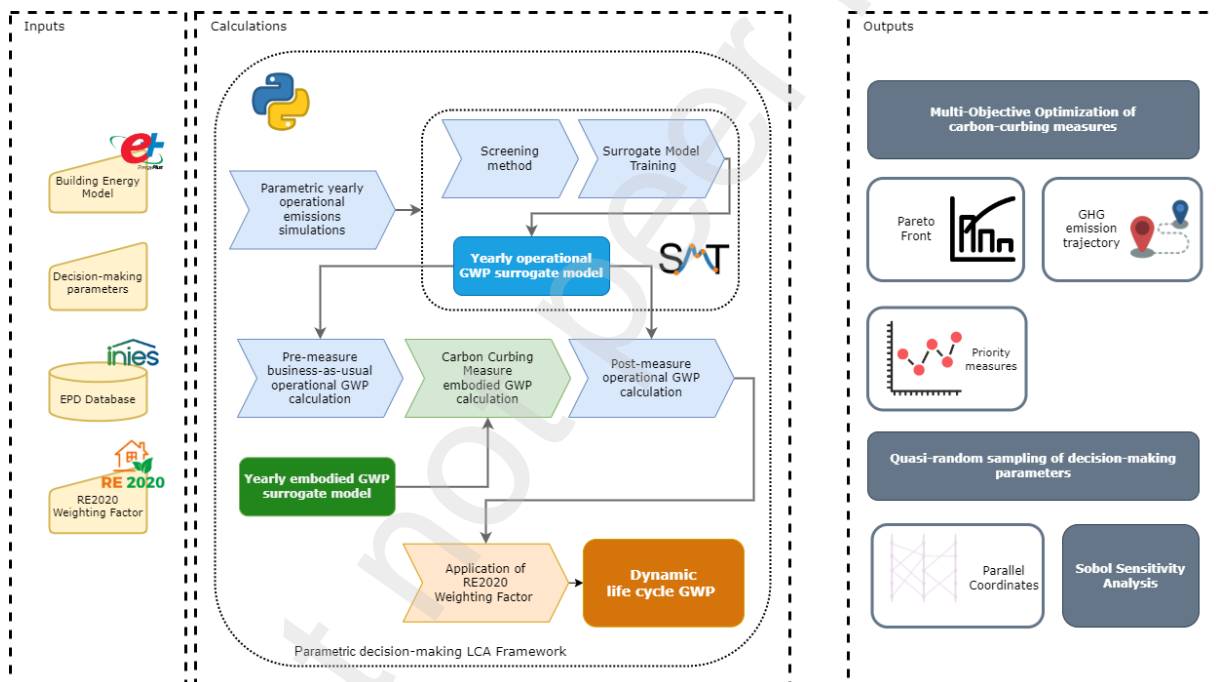 Inputs
Calculations
Outputs
e+
EnergyPlus
Building Energy
Model
Decision-making
parameters
inies
EPD Database
RE 2020
RE2020
Weighting Factor
Parametric yearly
operational
emissions
simulations
Screening
method
Surrogate Model
Training
Yearly operational
GWP surrogate model
SMT
Pre-measure
business-as-usual
operational GWP
calculation
Carbon Curbing
Measure
embodied GWP
calculation
Post-measure
operational GWP
calculation
Yearly embodied GWP
surrogate model
Application of
RE2020
Weighting Factor
Dynamic
life cycle GWP
Parametric decision-making LCA Framework
Multi-Objective Optimization of
carbon-curbing measures
Pareto
Front
GHG
emission
trajectory
Priority
measures
Quasi-random sampling of decision-making
parameters
Parallel
Coordinates
Sobol Sensitivity
Analysis
t not peer